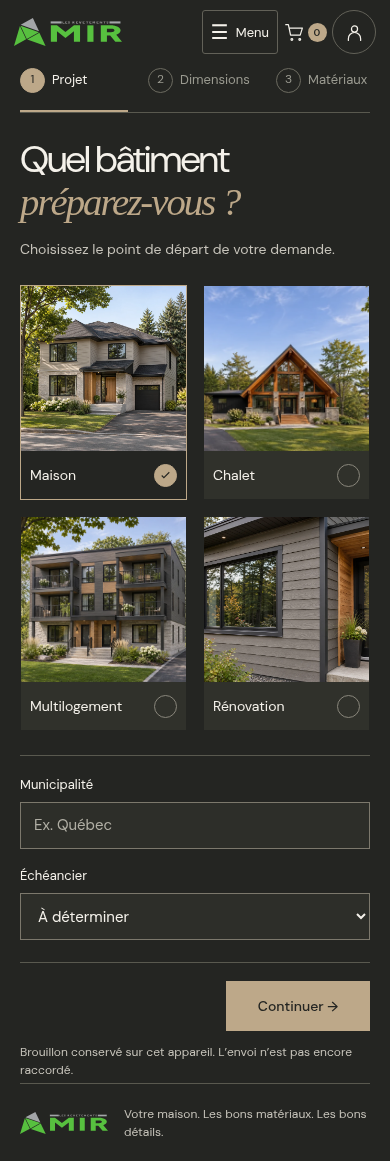 AMIR
Menu
0
1 Projet
2 Dimensions
3 Matériaux
Quel bâtiment
préparez-vous ?
Choisissez le point de départ de votre demande.
Maison
Chalet
Multilogement
Rénovation
Municipalité
Ex. Québec
Échéancier
À déterminer
Continuer →
Brouillon conservé sur cet appareil. L’envoi n’est pas encore
raccordé.
AMIR
Votre maison. Les bons matériaux. Les bons
détails.